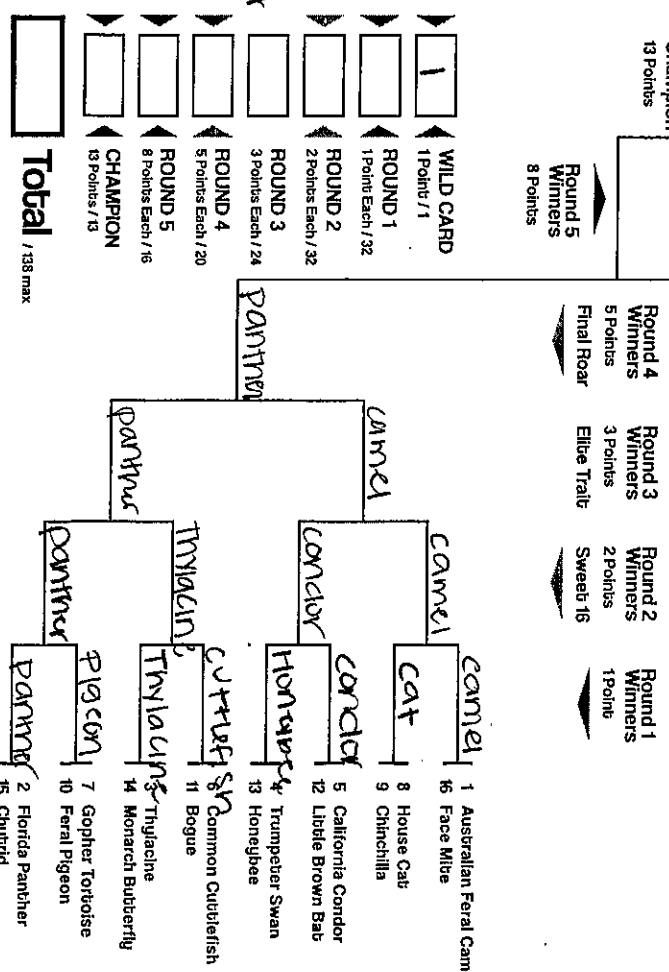 13 Points
Round 5
Winners
8 Points
Round 4
Winners
5 Points
Final Roar
Round 3
Winners
3 Points
Elite Trait
Round 2
Winners
2 Points
Sweet 16
Round 1
Winners
1 Point
camel
1 Australian Feral Cam
16 Face Mite
camel
cat
8 House Cat
9 Chinchilla
camel
condor
5 California Condor
12 Little Brown Bat
condor
Honeybee
4 Trumpeter Swan
13 Honeybee
panther
cuttlefish
6 Common Cuttlefish
11 Bogue
Thylacine
Thylacine
3 Thylacine
14 Monarch Butterfly
panther
Pigeon
7 Gopher Tortoise
10 Feral Pigeon
panther
panther
2 Florida Panther
15 Chytrid
1
WILD CARD
1 Point / 1
ROUND 1
1 Point Each / 32
ROUND 2
2 Points Each / 32
ROUND 3
3 Points Each / 24
ROUND 4
5 Points Each / 20
ROUND 5
8 Points Each / 16
CHAMPION
13 Points / 13
Total / 138 max